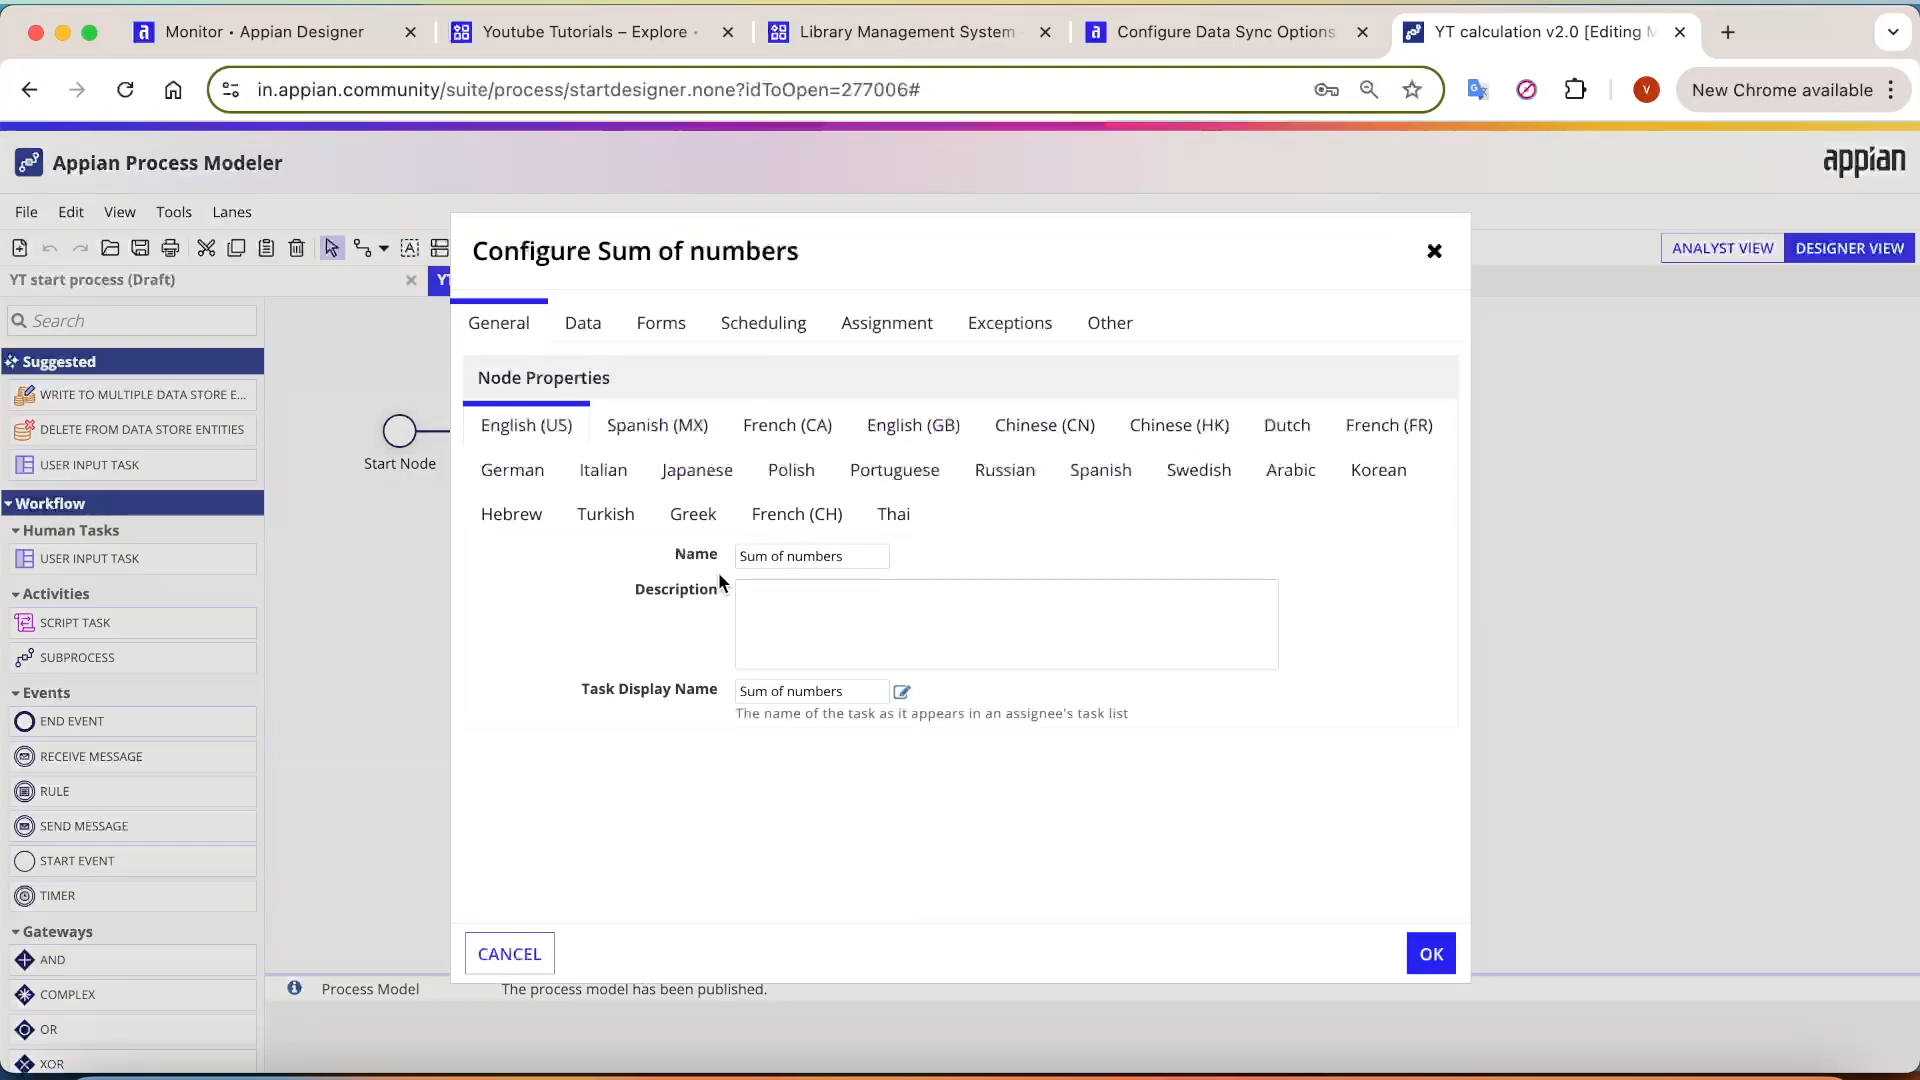 Monitor • Appian Designer
Youtube Tutorials – Explore
Library Management System
Configure Data Sync Options
YT calculation v2.0 [Editing M
in.appian.community/suite/process/startdesigner.none?idToOpen=277006#
V
New Chrome available
Appian Process Modeler
appian
File Edit View Tools Lanes
ANALYST VIEW
DESIGNER VIEW
YT start process (Draft)
YT
Search
Suggested
WRITE TO MULTIPLE DATA STORE E...
DELETE FROM DATA STORE ENTITIES
USER INPUT TASK
Workflow
Human Tasks
USER INPUT TASK
Activities
SCRIPT TASK
SUBPROCESS
Events
END EVENT
RECEIVE MESSAGE
RULE
SEND MESSAGE
START EVENT
TIMER
Gateways
AND
COMPLEX
OR
XOR
Start Node
Configure Sum of numbers
General Data Forms Scheduling Assignment Exceptions Other
Node Properties
English (US) Spanish (MX) French (CA) English (GB) Chinese (CN) Chinese (HK) Dutch French (FR)
German Italian Japanese Polish Portuguese Russian Spanish Swedish Arabic Korean
Hebrew Turkish Greek French (CH) Thai
Name Sum of numbers
Description
Task Display Name Sum of numbers
The name of the task as it appears in an assignee's task list
CANCEL
OK
Process Model The process model has been published.